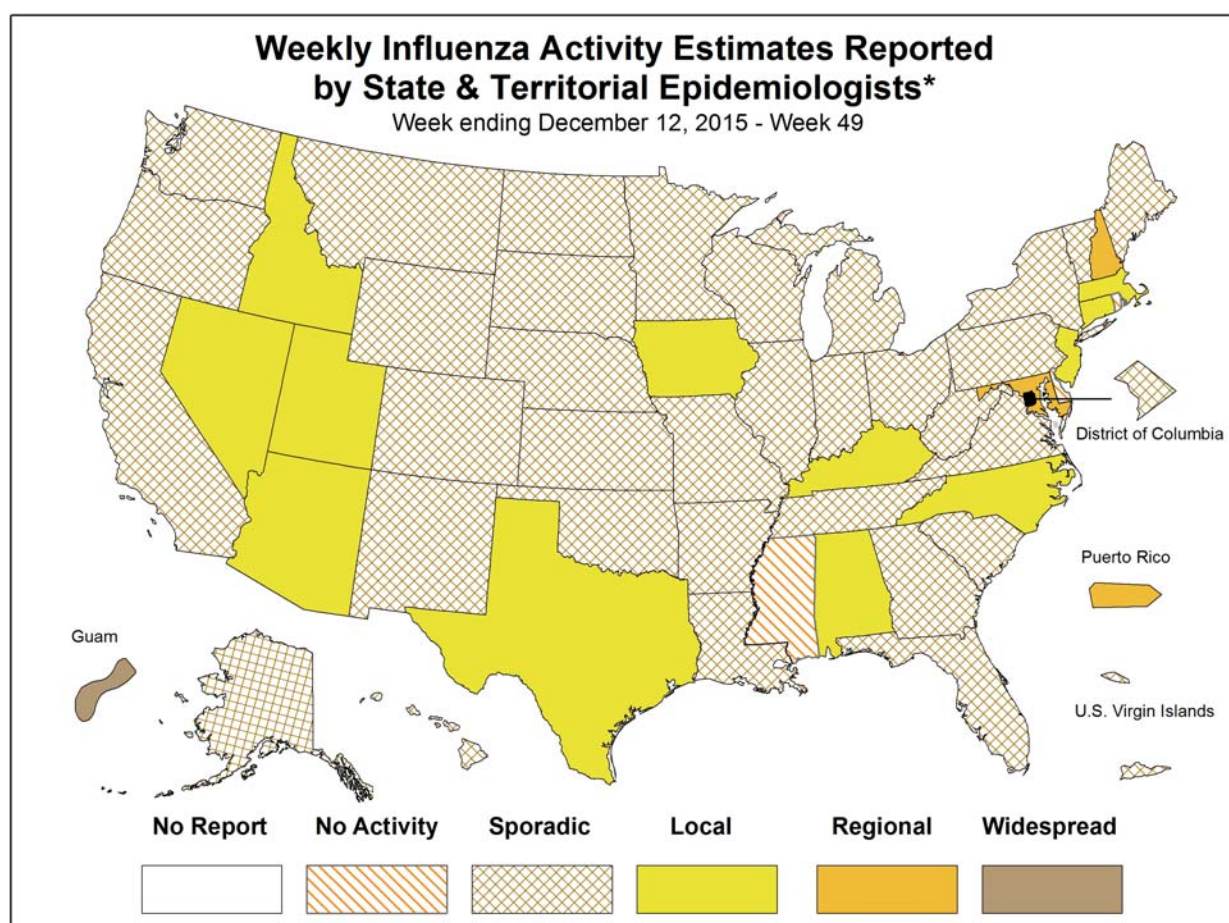 Weekly Influenza Activity Estimates Reported
by State & Territorial Epidemiologists*
Week ending December 12, 2015 - Week 49
District of Columbia
Puerto Rico
Guam
U.S. Virgin Islands
No Report No Activity Sporadic Local Regional Widespread